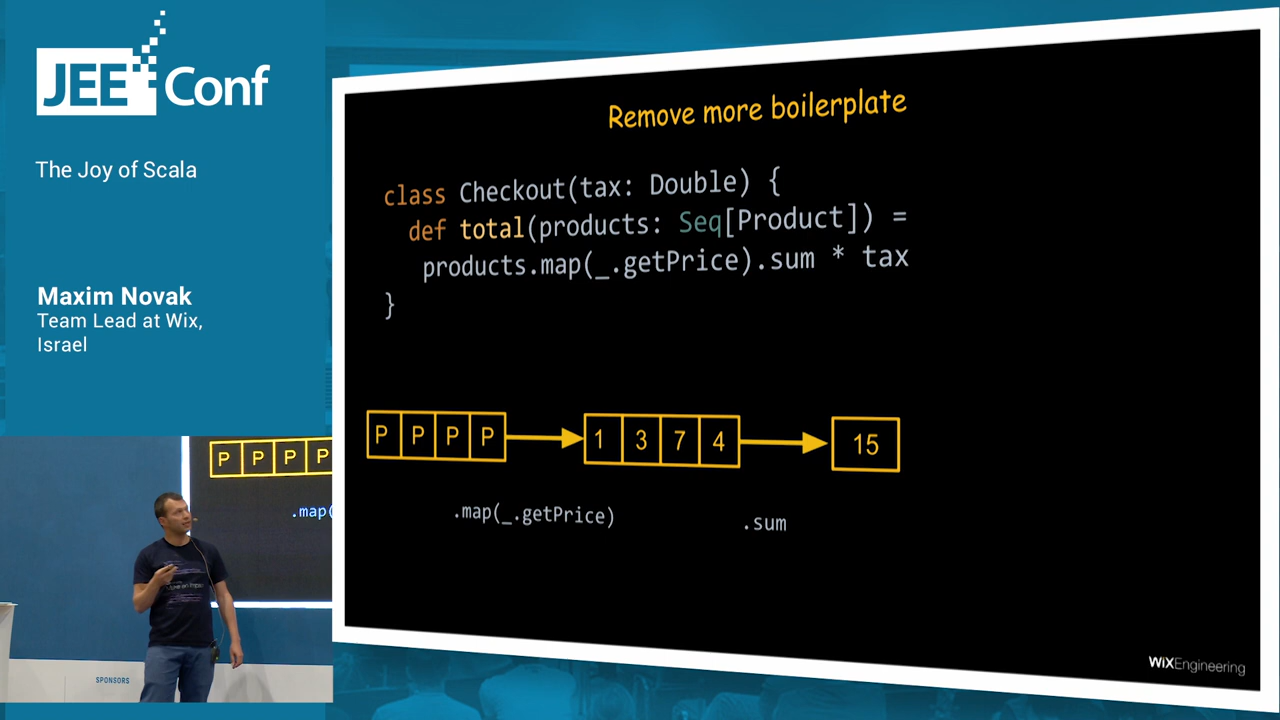 JEE Conf
The Joy of Scala
Maxim Novak
Team Lead at Wix,
Israel
Remove more boilerplate
class Checkout(tax: Double) {
def total(products: Seq[Product]) =
products.map(_.getPrice).sum * tax
}
P P P P
1 3 7 4
15
.map(_.getPrice)
.sum
WiXEngineering
P P P P
.map(
SPONSORS